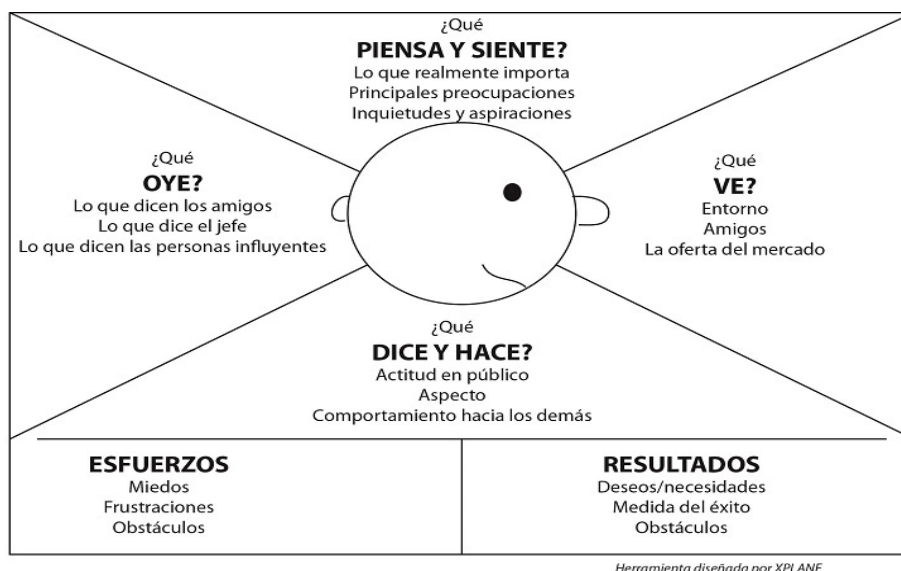 ¿Qué
PIENSA Y SIENTE?
Lo que realmente importa
Principales preocupaciones
Inquietudes y aspiraciones
¿Qué
OYE?
Lo que dicen los amigos
Lo que dice el jefe
Lo que dicen las personas influyentes
¿Qué
VE?
Entorno
Amigos
La oferta del mercado
¿Qué
DICE Y HACE?
Actitud en público
Aspecto
Comportamiento hacia los demás
ESFUERZOS
Miedos
Frustraciones
Obstáculos
RESULTADOS
Deseos/necesidades
Medida del éxito
Obstáculos
Herramienta diseñada por XPLANE